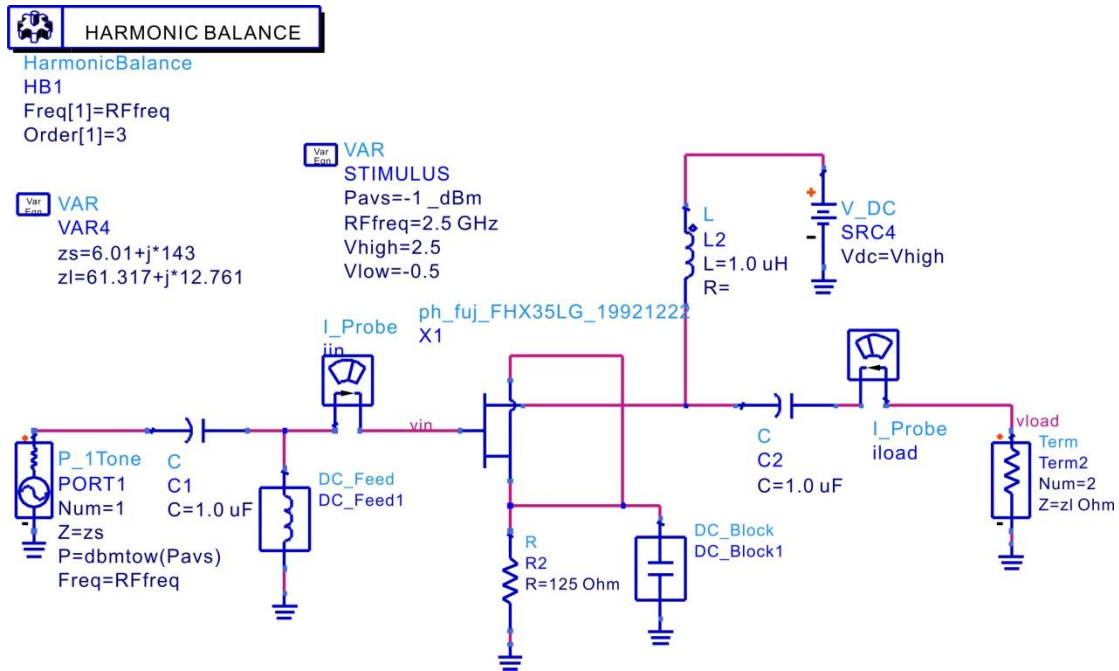 HARMONIC BALANCE
HarmonicBalance
HB1
Freq[1]=RFfreq
Order[1]=3
Var
Eqn
VAR
VAR4
zs=6.01+j*143
zl=61.317+j*12.761
Var
Eqn
VAR
STIMULUS
Pavs=-1 _dBm
RFfreq=2.5 GHz
Vhigh=2.5
Vlow=-0.5
L
L2
L=1.0 uH
R=
V_DC
SRC4
Vdc=Vhigh
ph_fuj_FHX35LG_19921222
X1
I_Probe
iin
vin
P_1Tone
PORT1
Num=1
Z=zs
P=dbmtow(Pavs)
Freq=RFfreq
C
C1
C=1.0 uF
DC_Feed
DC_Feed1
R
R2
R=125 Ohm
DC_Block
DC_Block1
C
C2
C=1.0 uF
I_Probe
iload
vload
Term
Term2
Num=2
Z=zl Ohm